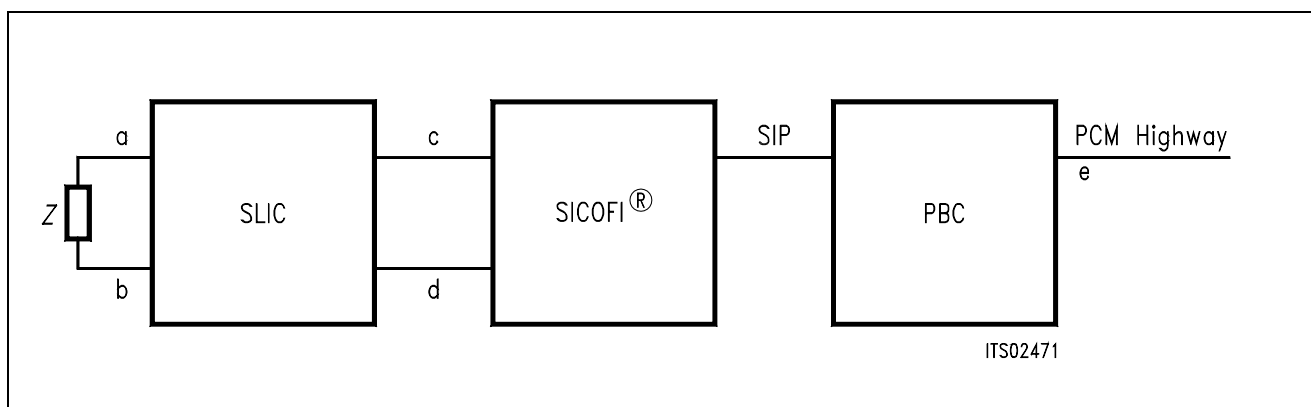 a
c
SIP
PCM Highway
e
Z
SLIC
SICOFI®
PBC
b
d
ITS02471